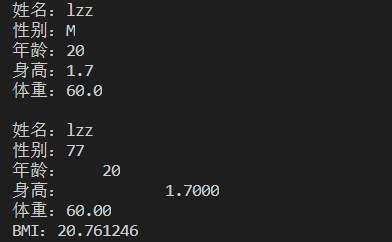 姓名：lzz
性别：M
年龄：20
身高：1.7
体重：60.0

姓名：lzz
性别：77
年龄：    20
身高：          1.7000
体重：60.00
BMI：20.761246